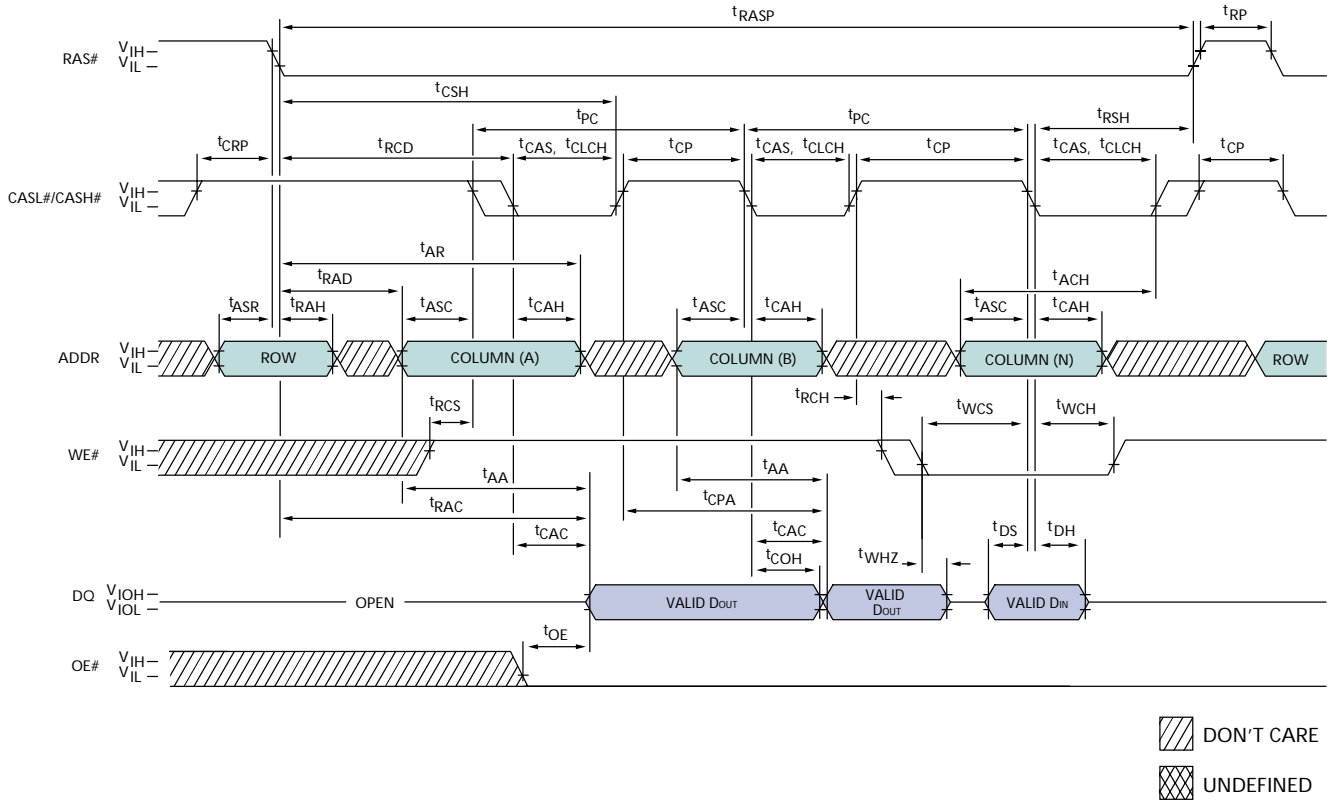 tRASP tRP
RAS# VIH VIL
tCSH
tPC tPC tRSH
tCRP tRCD tCAS, tCLCH tCP tCAS, tCLCH tCP tCAS, tCLCH tCP
CASL#/CASH# VIH VIL
tAR
tRAD tACH
tASR tRAH tASC tCAH tASC tCAH tASC tCAH
ADDR VIH VIL ROW COLUMN (A) COLUMN (B) COLUMN (N) ROW
tRCS tRCH tWCS tWCH
WE# VIH VIL
tAA tAA
tRAC tCPA
tCAC tCAC tDS tDH
tCOH tWHZ
DQ VIOH VIOL OPEN VALID DOUT VALID DOUT VALID DIN
tOE
OE# VIH VIL
DON'T CARE
UNDEFINED